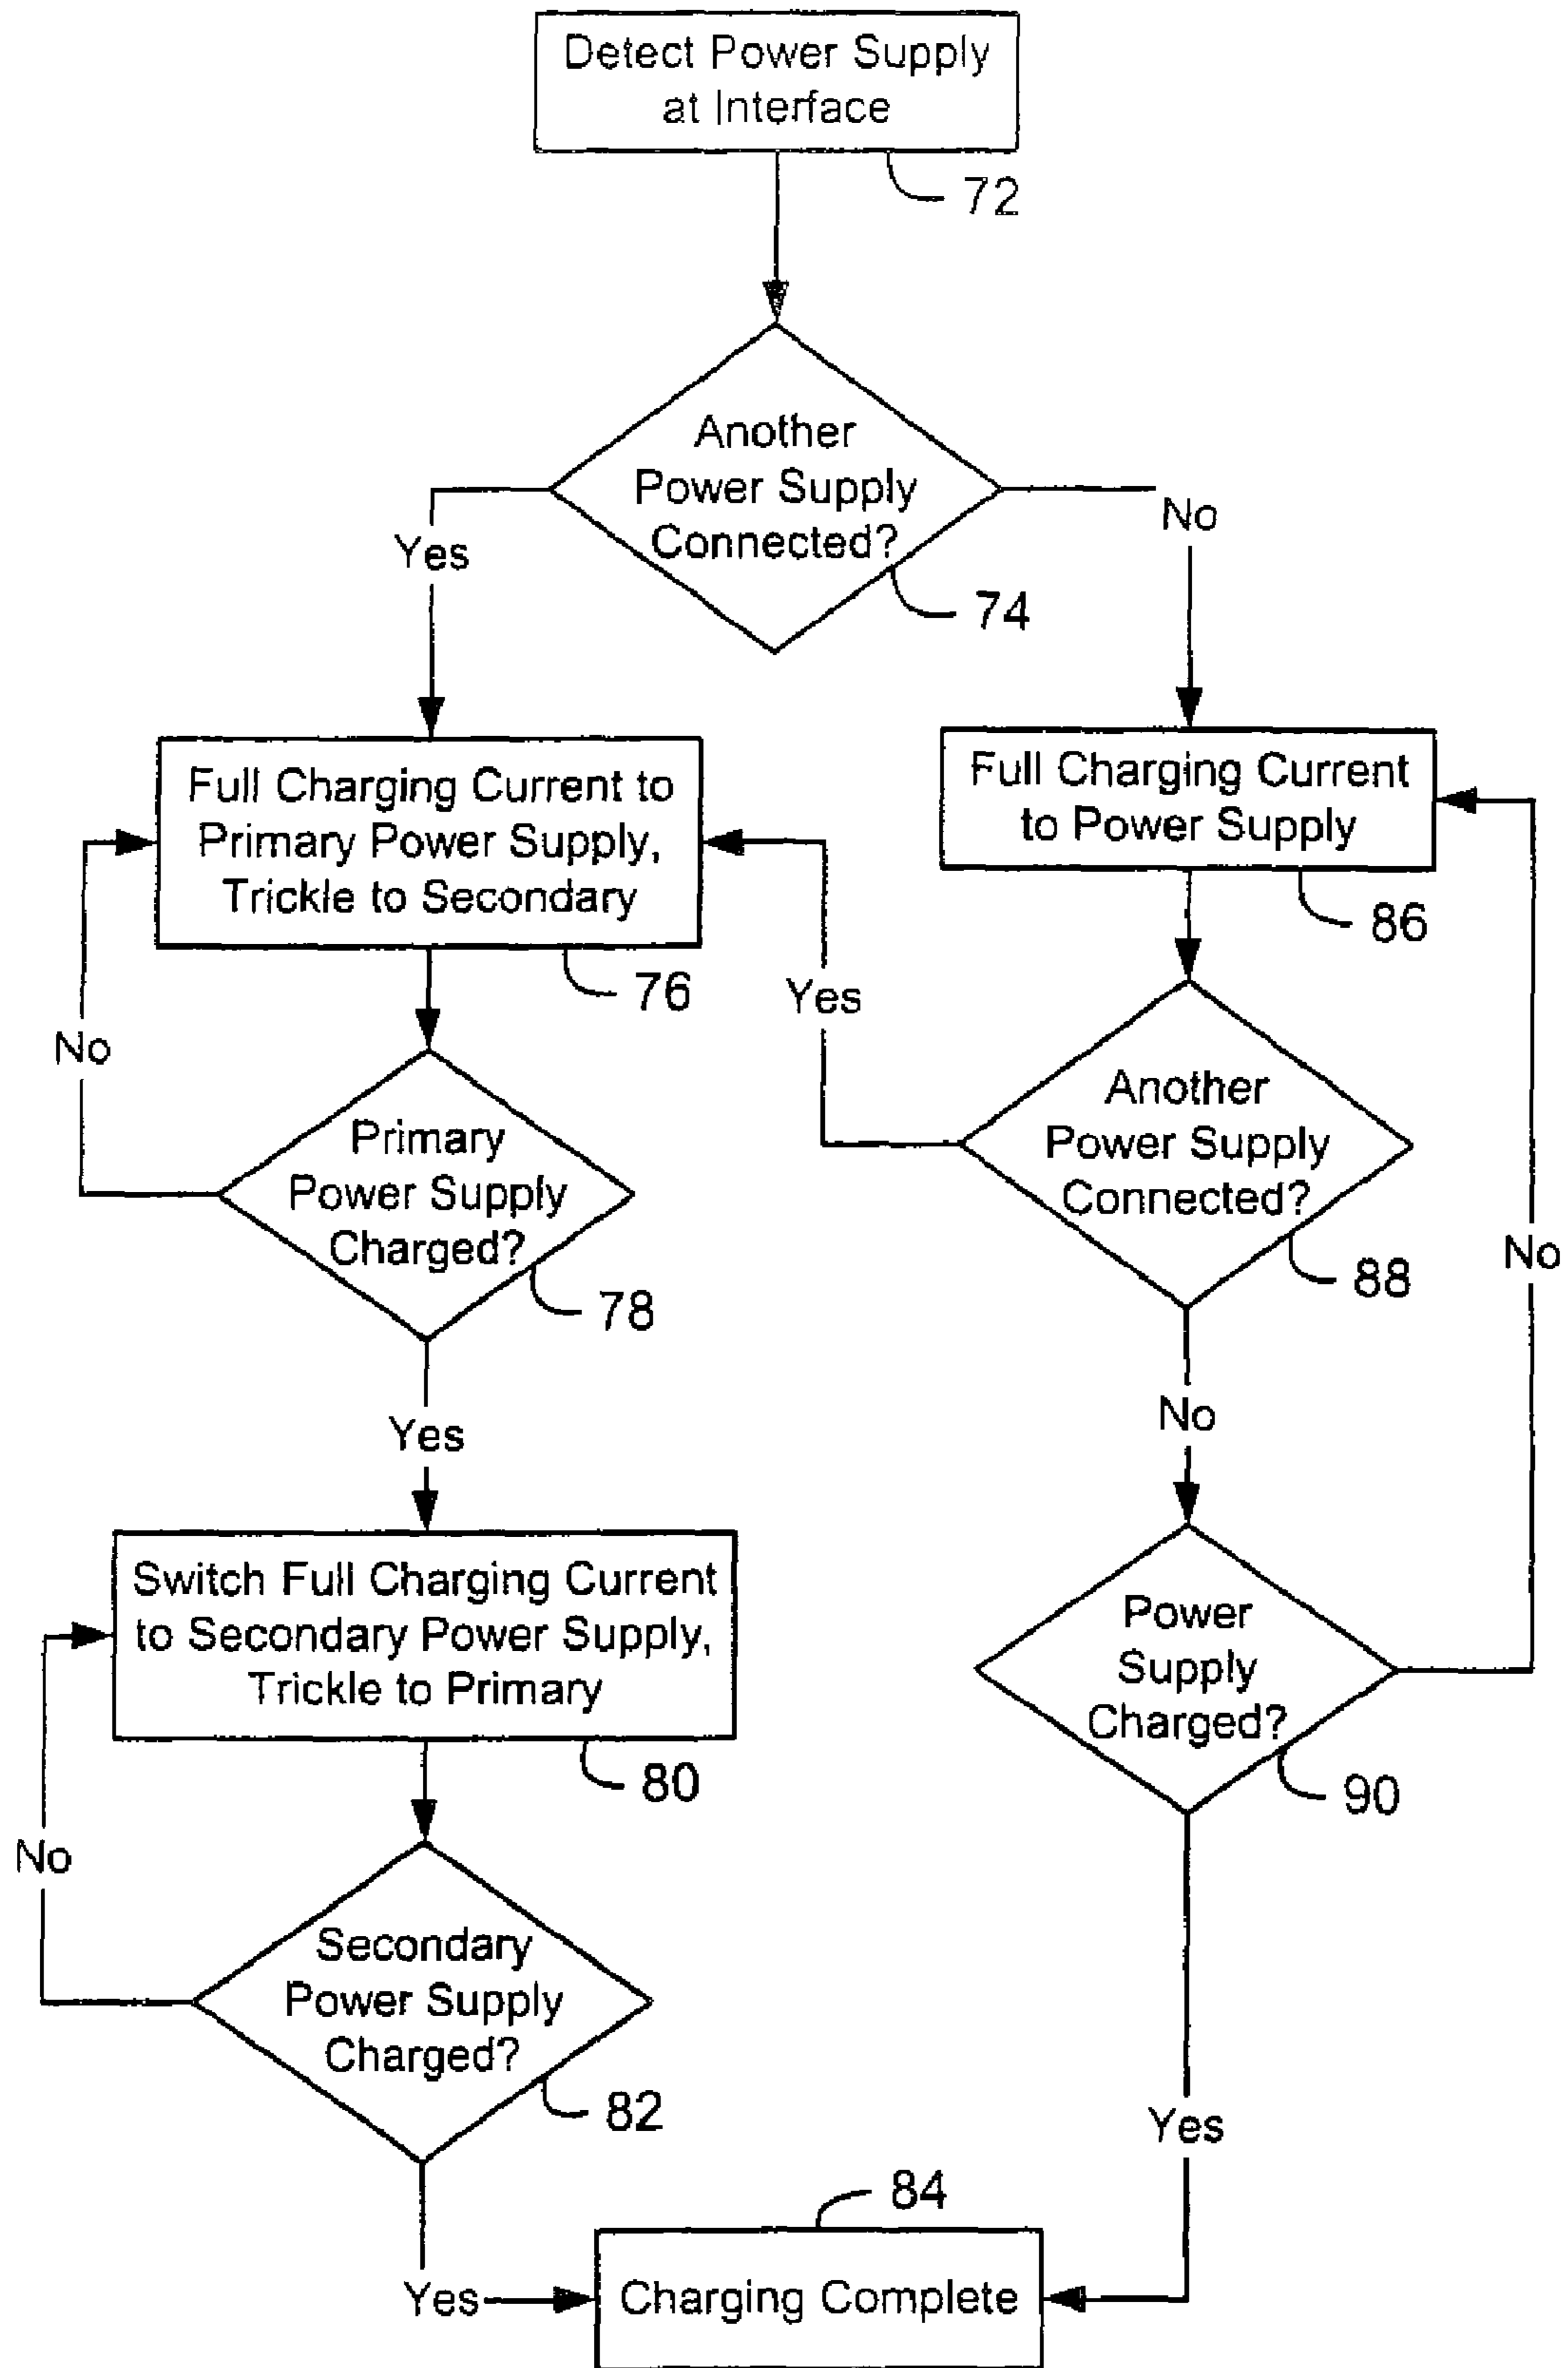 Detect Power Supply
at Interface
72
Another
Power Supply
Connected?
74
Yes
No
Full Charging Current to
Primary Power Supply,
Trickle to Secondary
76
Full Charging Current
to Power Supply
86
Yes
No
Primary
Power Supply
Charged?
78
Another
Power Supply
Connected?
88
No
Yes
No
Switch Full Charging Current
to Secondary Power Supply,
Trickle to Primary
80
Power
Supply
Charged?
90
No
Secondary
Power Supply
Charged?
82
Yes
Yes
84
Charging Complete